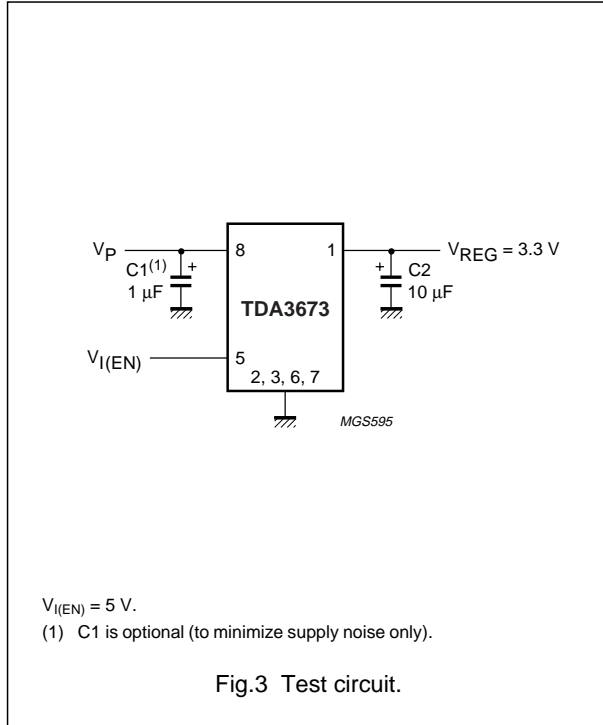 V_P
8
1
V_REG = 3.3 V
C1(1)
+
1 µF
+
C2
10 µF
TDA3673
V_I(EN)
5
2, 3, 6, 7
MGS595
V_I(EN) = 5 V.
(1) C1 is optional (to minimize supply noise only).
Fig.3 Test circuit.